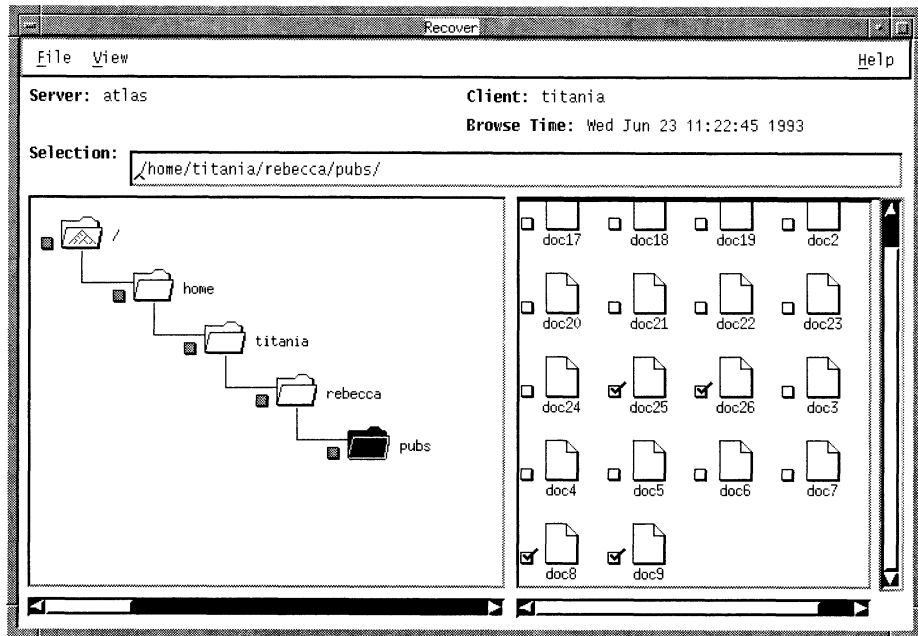 Recover
File View Help
Server: atlas Client: titania
Browse Time: Wed Jun 23 11:22:45 1993
Selection: /home/titania/rebecca/pubs/
/
home
titania
rebecca
pubs
doc17 doc18 doc19 doc2
doc20 doc21 doc22 doc23
doc24 doc25 doc26 doc3
doc4 doc5 doc6 doc7
doc8 doc9